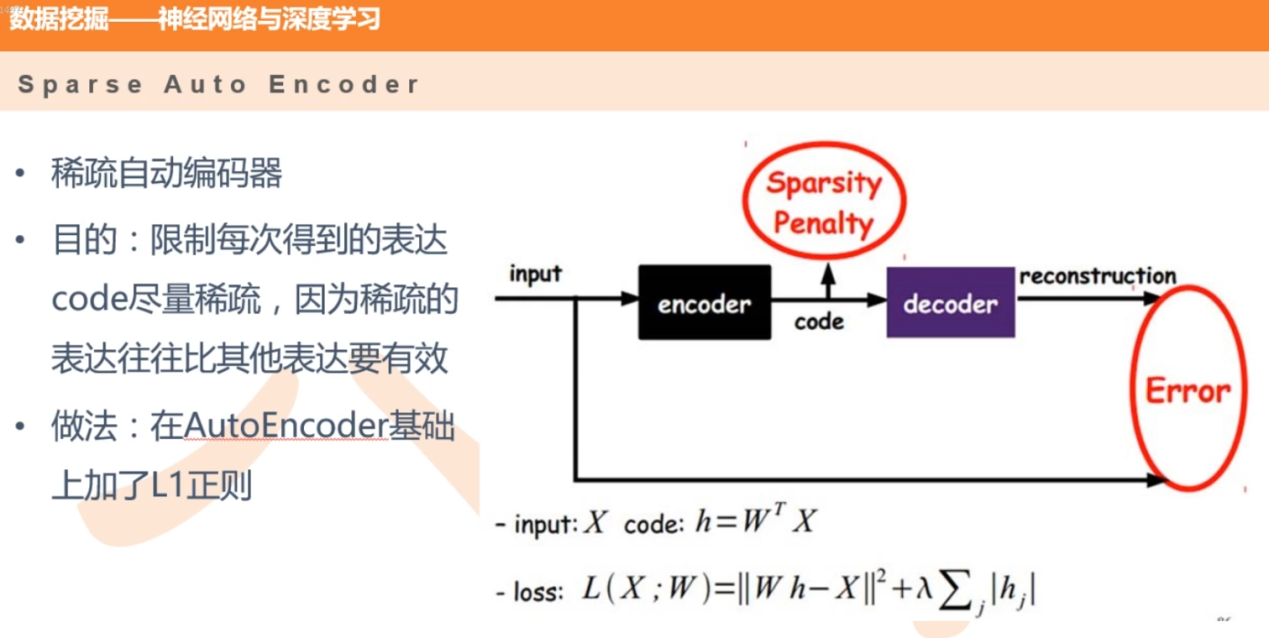 数据挖掘——神经网络与深度学习
Sparse Auto Encoder
• 稀疏自动编码器
• 目的：限制每次得到的表达
code尽量稀疏，因为稀疏的
表达往往比其他表达要有效
• 做法：在AutoEncoder基础
上加了L1正则
Sparsity
Penalty
input
encoder
code
decoder
reconstruction
Error
- input: X code: h=W^T X
- loss: L(X;W)=||W h−X||²+λ∑_j|h_j|